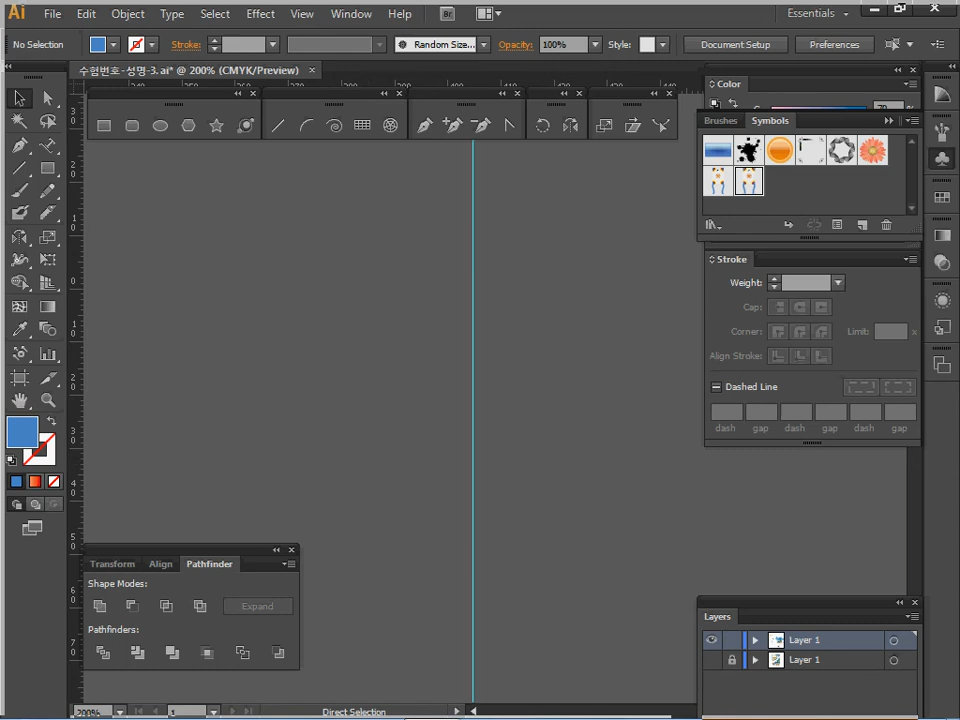 Ai File Edit Object Type Select Effect View Window Help Br Essentials
No Selection Stroke: Random Size... Opacity: 100% Style: Document Setup Preferences
수험번호-성명-3.ai* @ 200% (CMYK/Preview)
Color
Brushes Symbols
Stroke
Weight:
Cap:
Corner: Limit: x
Align Stroke:
Dashed Line
dash gap dash gap dash gap
Transform Align Pathfinder
Shape Modes:
Expand
Pathfinders:
Layers
Layer 1
Layer 1
200% 1 Direct Selection